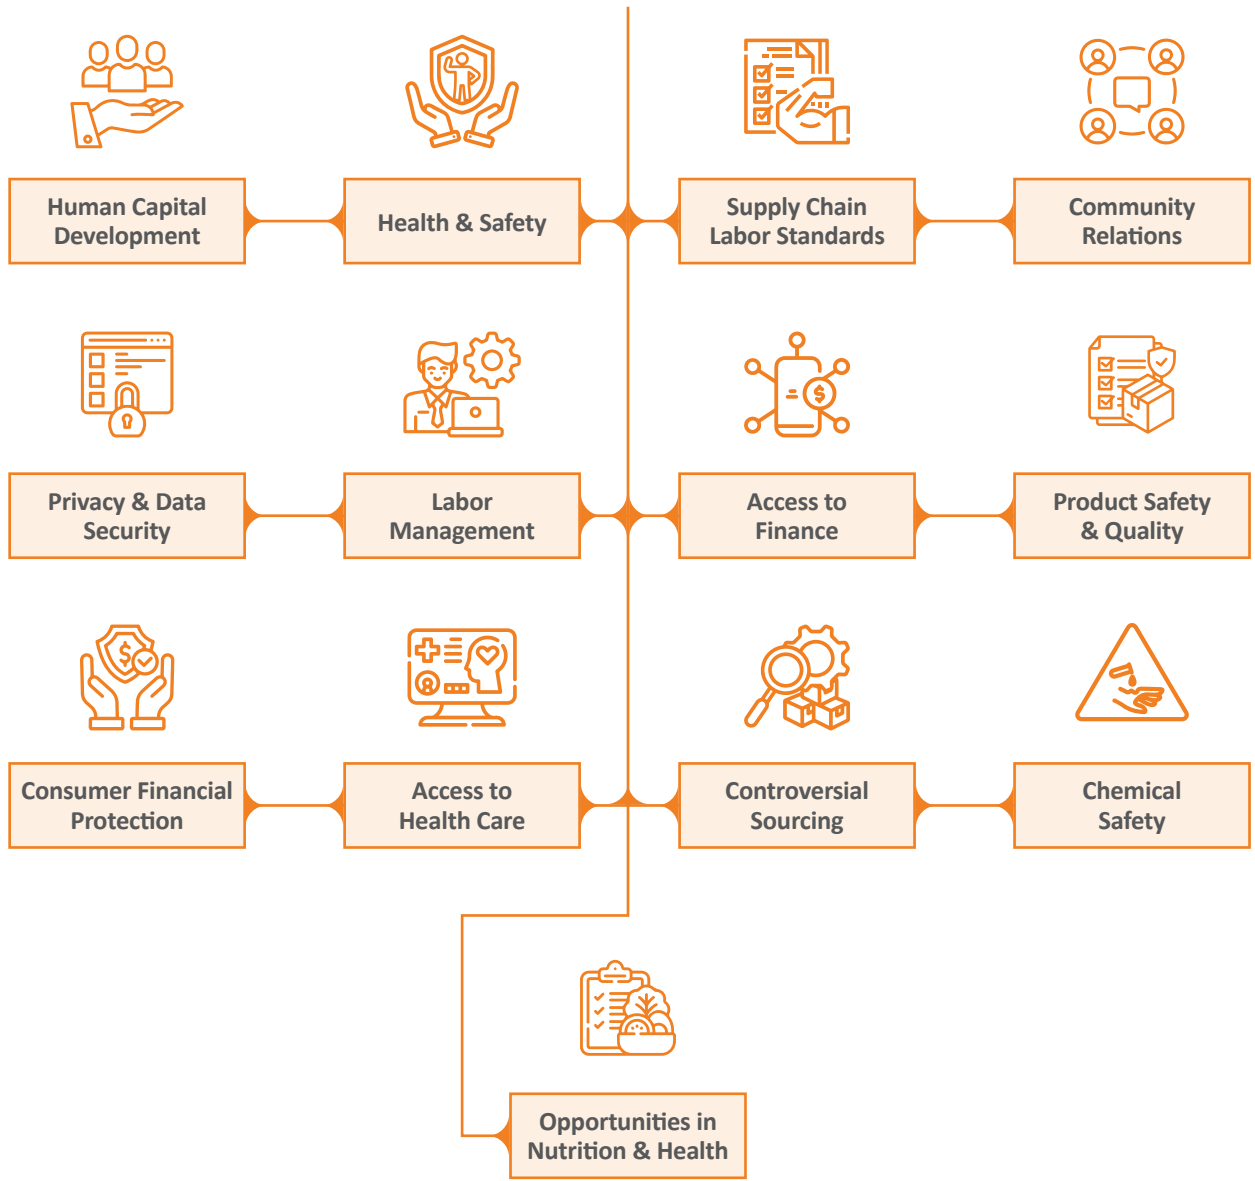 Human Capital
Development
Health & Safety
Supply Chain
Labor Standards
Community
Relations
Privacy & Data
Security
Labor
Management
Access to
Finance
Product Safety
& Quality
Consumer Financial
Protection
Access to
Health Care
Controversial
Sourcing
Chemical
Safety
Opportunities in
Nutrition & Health